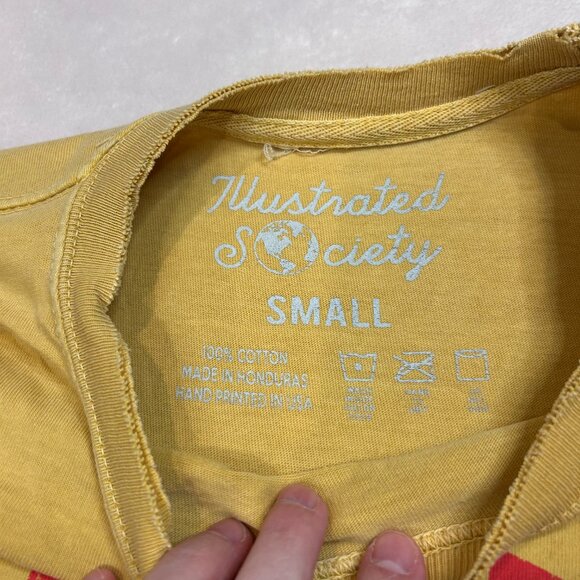 Illustrated
Society
SMALL
100% COTTON
MADE IN HONDURAS
HAND PRINTED IN USA